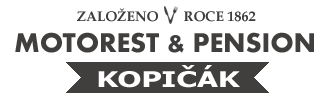 ZALOŽENO V ROCE 1862
MOTOREST & PENSION
KOPIČÁK